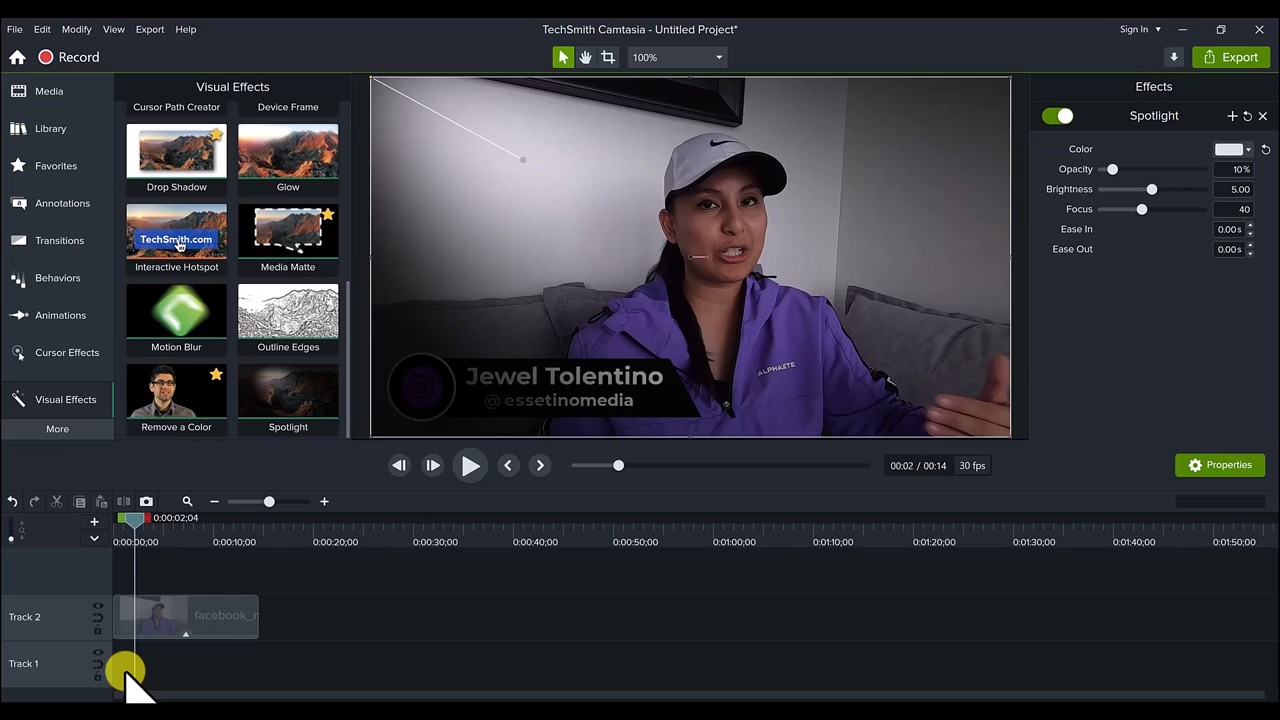 TechSmith Camtasia - Untitled Project*
File Edit Modify View Export Help
Sign In
Record
100%
Export
Media
Library
Favorites
Annotations
Transitions
Behaviors
Animations
Cursor Effects
Visual Effects
More
Visual Effects
Cursor Path Creator Device Frame
Drop Shadow Glow
TechSmith.com
Interactive Hotspot Media Matte
Motion Blur Outline Edges
Remove a Color Spotlight
ALPHAETE
Jewel Tolentino
@essetinomedia
Effects
Spotlight
Color
Opacity 10%
Brightness 5.00
Focus 40
Ease In 0.00s
Ease Out 0.00s
00:02 / 00:14 30 fps
Properties
0:00:02;04
0:00:00;00 0:00:10;00 0:00:20;00 0:00:30;00 0:00:40;00 0:00:50;00 0:01:00;00 0:01:10;00 0:01:20;00 0:01:30;00 0:01:40;00 0:01:50;00
Track 2
facebook_n
Track 1